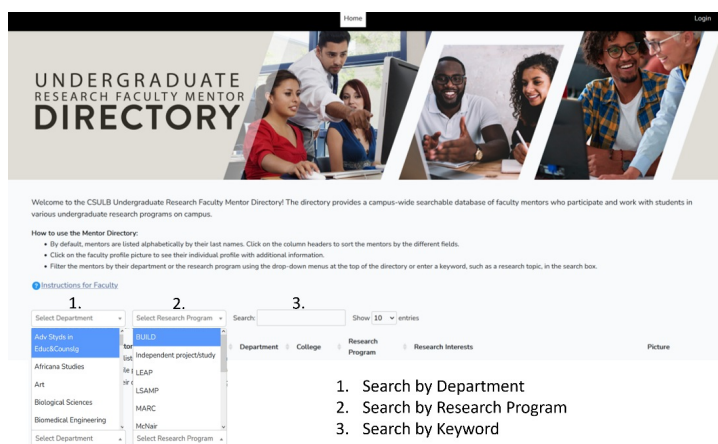 Home
Login
UNDERGRADUATE
RESEARCH FACULTY MENTOR
DIRECTORY
Welcome to the CSULB Undergraduate Research Faculty Mentor Directory! The directory provides a campus-wide searchable database of faculty mentors who participate and work with students in
various undergraduate research programs on campus.
How to use the Mentor Directory:
• By default, mentors are listed alphabetically by their last names. Click on the column headers to sort the mentors by the different fields.
• Click on the faculty profile picture to see their individual profile with additional information.
• Filter the mentors by their department or the research program using the drop-down menus at the top of the directory or enter a keyword, such as a research topic, in the search box.
? Instructions for Faculty
1. 2. 3.
Select Department Select Research Program Search: Show 10 entries
Adv Styds in
Educ&Counslg
Africana Studies
Art
Biological Sciences
Biomedical Engineering
Select Department
BUILD
Independent project/study
LEAP
LSAMP
MARC
McNair
Select Research Program
Department College Research
Program Research Interests Picture
1. Search by Department
2. Search by Research Program
3. Search by Keyword